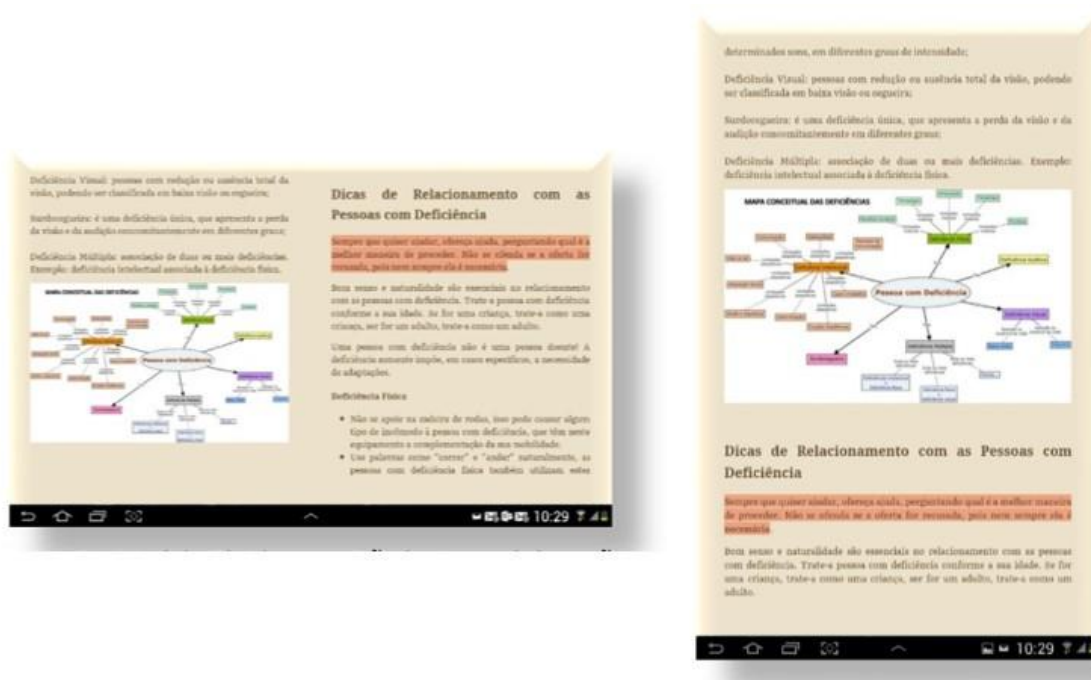 Deficiência Visual: pessoas com redução ou ausência total da
visão, podendo ser classificada em baixa visão ou cegueira;
Surdocegueira: é uma deficiência única, que apresenta a perda
da visão e da audição concomitantemente em diferentes graus;
Deficiência Múltipla: associação de duas ou mais deficiências.
Exemplo: deficiência intelectual associada à deficiência física.
MAPA CONCEITUAL DAS DEFICIÊNCIAS
Pessoa com Deficiência
Dicas de Relacionamento com as
Pessoas com Deficiência
Sempre que quiser ajudar, ofereça ajuda, perguntando qual é a
melhor maneira de proceder. Não se ofenda se a oferta for
recusada, pois nem sempre ela é necessária.
Bom senso e naturalidade são essenciais no relacionamento
com as pessoas com deficiência. Trate a pessoa com deficiência
conforme a sua idade. Se for uma criança, trate-a como uma
criança, ser for um adulto, trate-a como um adulto.
Uma pessoa com deficiência não é uma pessoa doente! A
deficiência somente impõe, em casos específicos, a necessidade
de adaptações.
Deficiência Física
• Não se apoie na cadeira de rodas, isso pode causar algum
tipo de incômodo à pessoa com deficiência, que têm neste
equipamento a complementação da sua mobilidade.
• Use palavras como "correr" e "andar" naturalmente, as
pessoas com deficiência física também utilizam estes
10:29
determinados sons, em diferentes graus de intensidade;
Deficiência Visual: pessoas com redução ou ausência total da visão, podendo
ser classificada em baixa visão ou cegueira;
Surdocegueira: é uma deficiência única, que apresenta a perda da visão e da
audição concomitantemente em diferentes graus;
Deficiência Múltipla: associação de duas ou mais deficiências. Exemplo:
deficiência intelectual associada à deficiência física.
MAPA CONCEITUAL DAS DEFICIÊNCIAS
Deficiência Física
Deficiência Auditiva
Deficiência Intelectual
Pessoa com Deficiência
Deficiência Visual
Deficiência Múltipla
Surdocegueira
Dicas de Relacionamento com as Pessoas com
Deficiência
Sempre que quiser ajudar, ofereça ajuda, perguntando qual é a melhor maneira
de proceder. Não se ofenda se a oferta for recusada, pois nem sempre ela é
necessária.
Bom senso e naturalidade são essenciais no relacionamento com as pessoas
com deficiência. Trate-a pessoa com deficiência conforme a sua idade. Se for
uma criança, trate-a como uma criança, ser for um adulto, trate-a como um
adulto.
10:29